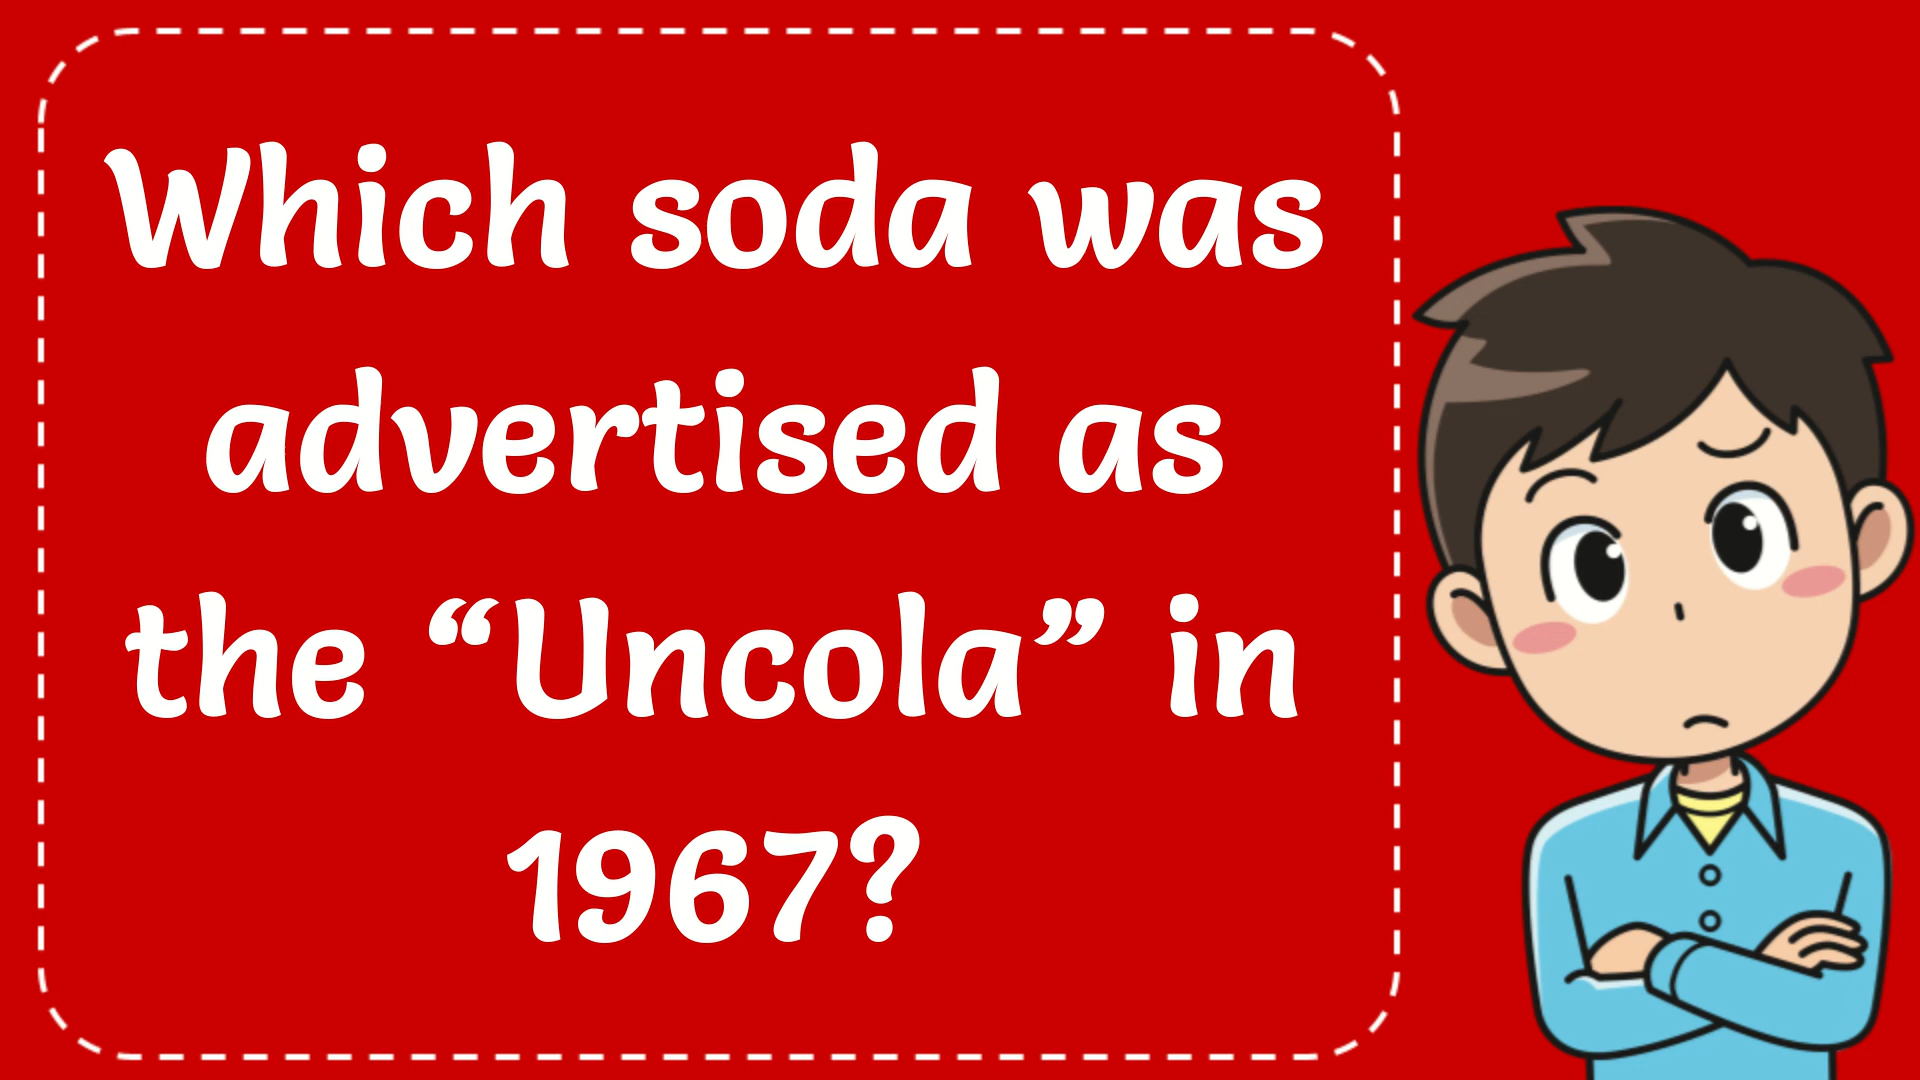 Which soda was
advertised as
the “Uncola” in
1967?